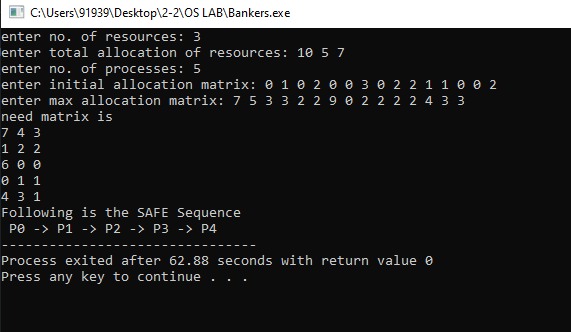 C:\Users\91939\Desktop\2-2\OS LAB\Bankers.exe
enter no. of resources: 3
enter total allocation of resources: 10 5 7
enter no. of processes: 5
enter initial allocation matrix: 0 1 0 2 0 0 3 0 2 2 1 1 0 0 2
enter max allocation matrix: 7 5 3 3 2 2 9 0 2 2 2 2 4 3 3
need matrix is
7 4 3
1 2 2
6 0 0
0 1 1
4 3 1
Following is the SAFE Sequence
 P0 -> P1 -> P2 -> P3 -> P4
--------------------------------
Process exited after 62.88 seconds with return value 0
Press any key to continue . . .